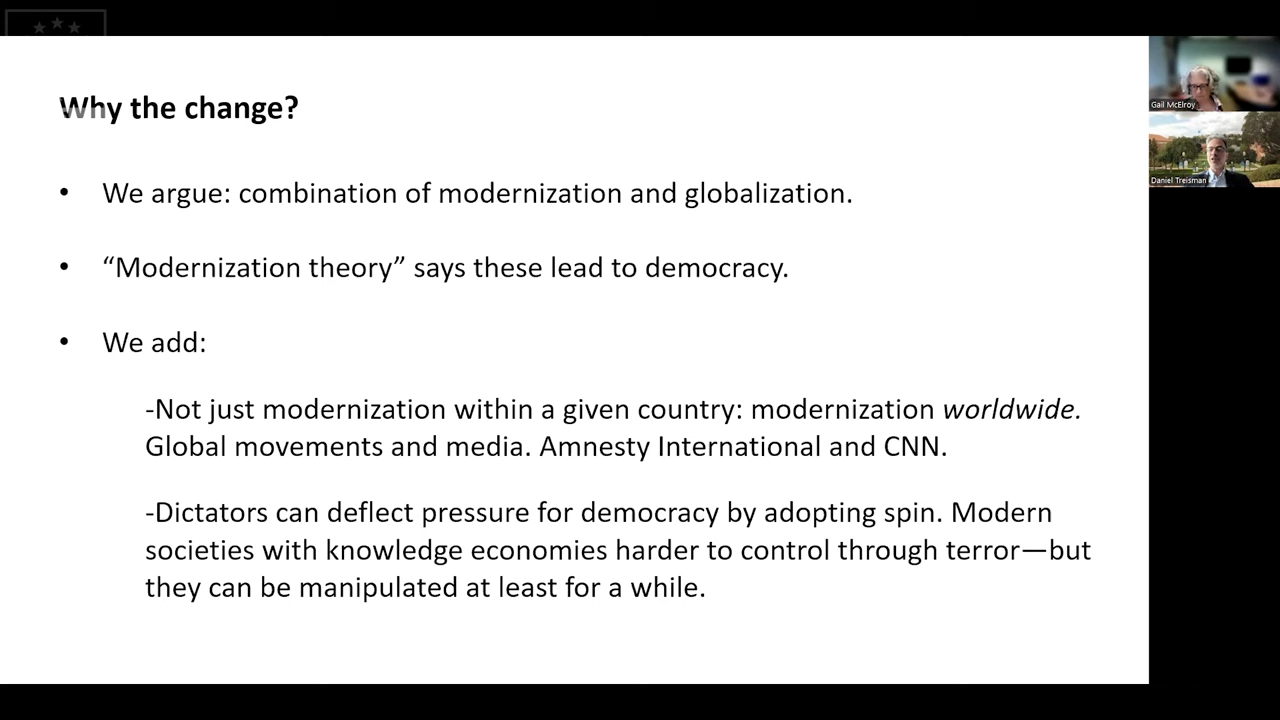 Why the change?
• We argue: combination of modernization and globalization.
• “Modernization theory” says these lead to democracy.
• We add:
-Not just modernization within a given country: modernization worldwide.
Global movements and media. Amnesty International and CNN.
-Dictators can deflect pressure for democracy by adopting spin. Modern
societies with knowledge economies harder to control through terror—but
they can be manipulated at least for a while.
Gail McElroy
Daniel Treisman